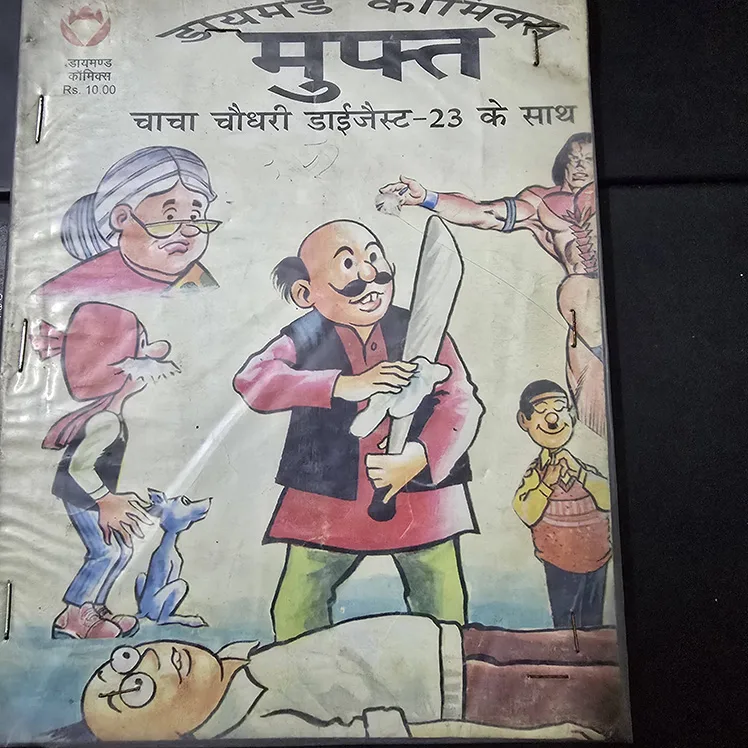 डायमण्ड कॉमिक्स
डायमण्ड
कॉमिक्स
Rs. 10.00
मुफ्त
चाचा चौधरी डाईजैस्ट-23 के साथ